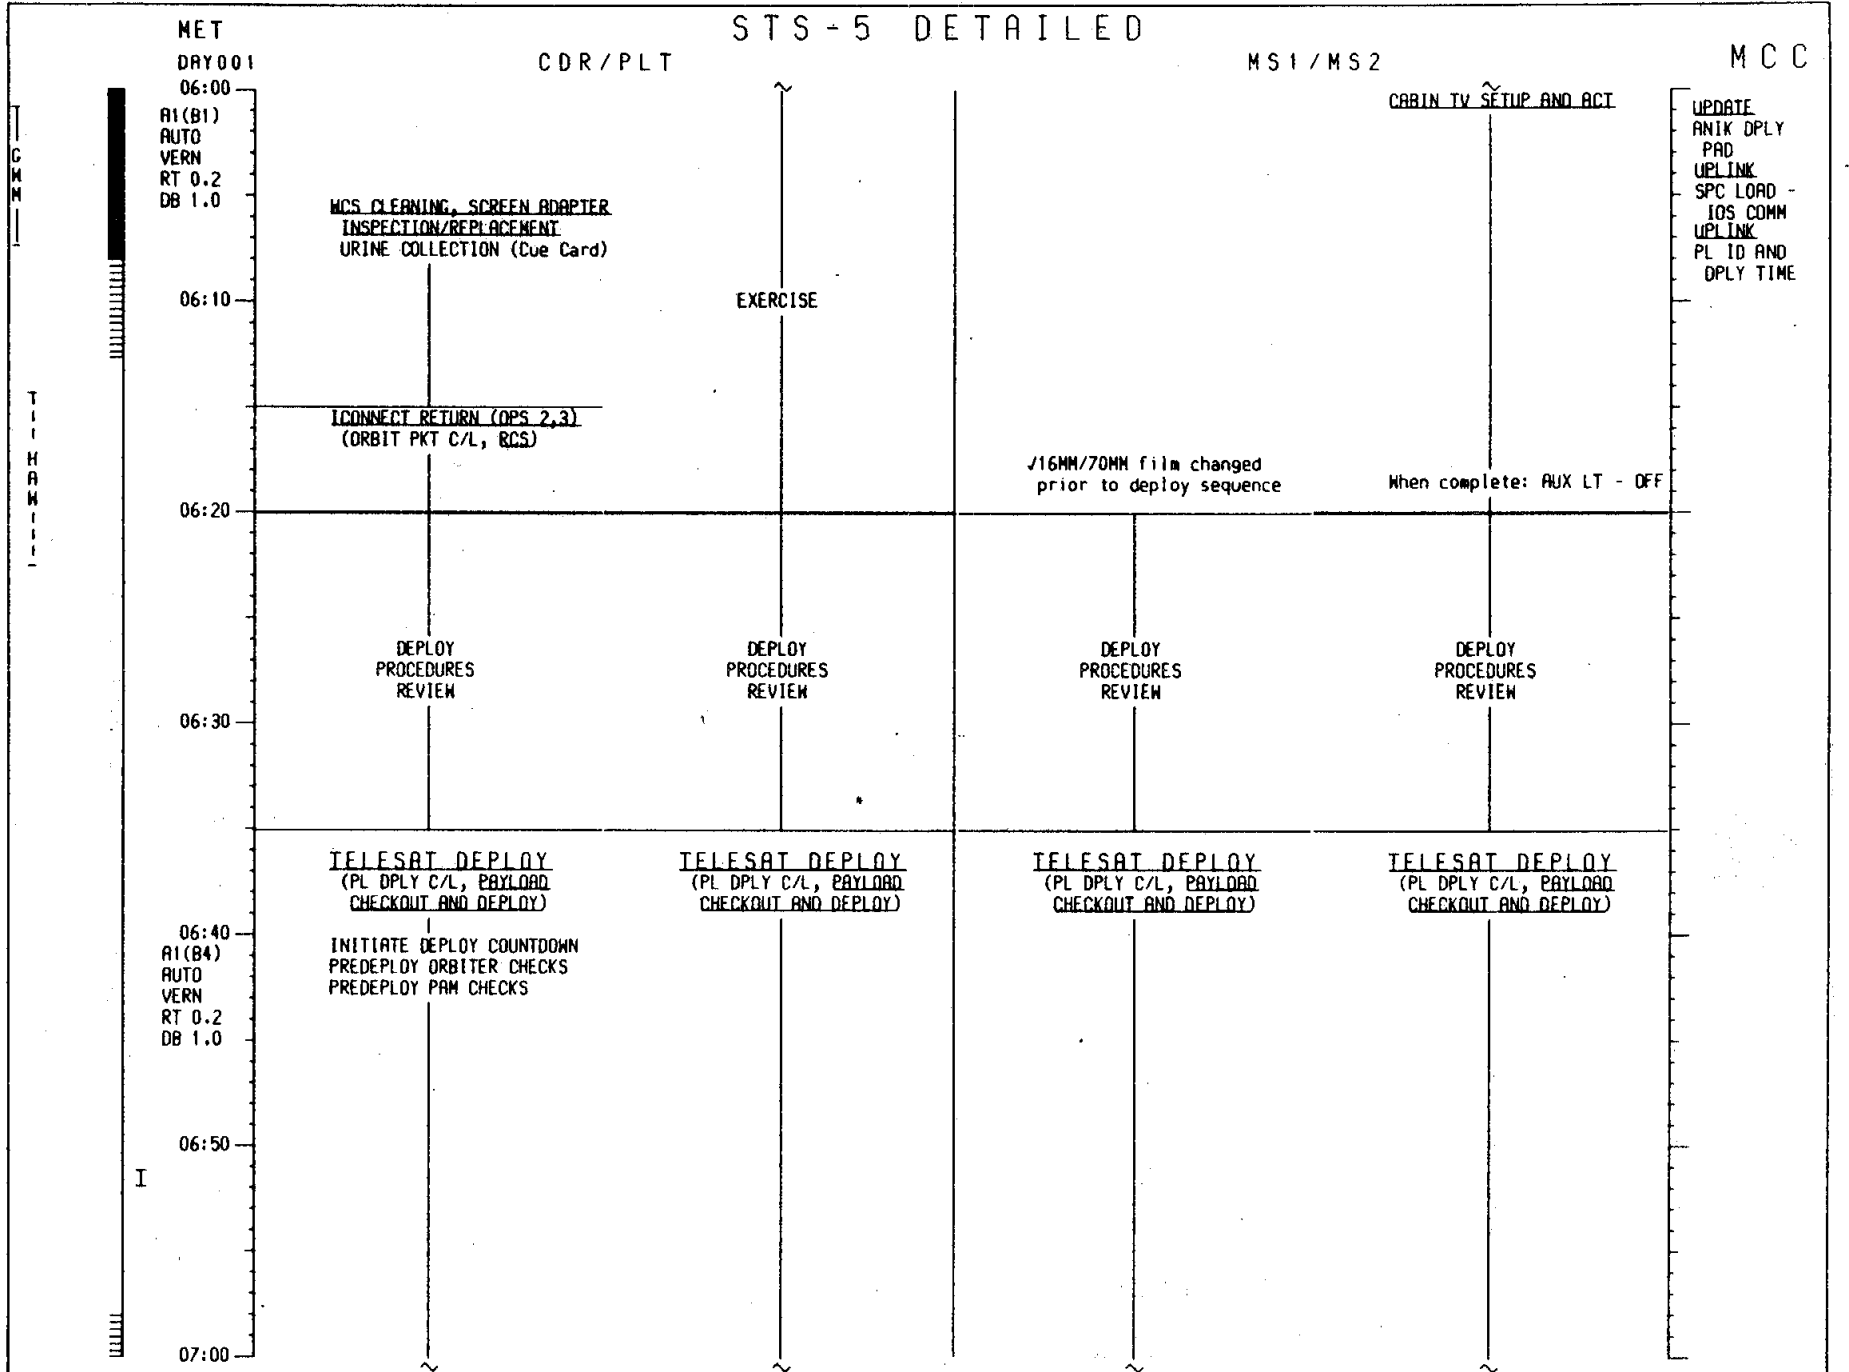 STS-5 DETAILED
MET
DAY001
CDR/PLT
MS1/MS2
MCC
06:00
A1(B1)
AUTO
VERN
RT 0.2
DB 1.0
GWM
WCS CLEANING, SCREEN ADAPTER
INSPECTION/REPLACEMENT
URINE COLLECTION (Cue Card)
CABIN TV SETUP AND ACT
UPDATE
ANIK DPLY
PAD
UPLINK
SPC LOAD -
IOS COMM
UPLINK
PL ID AND
DPLY TIME
06:10
EXERCISE
ICONNECT RETURN (OPS 2,3)
(ORBIT PKT C/L, RCS)
√16MM/70MM film changed
prior to deploy sequence
When complete: AUX LT - OFF
06:20
DEPLOY
PROCEDURES
REVIEW
DEPLOY
PROCEDURES
REVIEW
DEPLOY
PROCEDURES
REVIEW
DEPLOY
PROCEDURES
REVIEW
06:30
TELESAT DEPLOY
(PL DPLY C/L, PAYLOAD
CHECKOUT AND DEPLOY)
TELESAT DEPLOY
(PL DPLY C/L, PAYLOAD
CHECKOUT AND DEPLOY)
TELESAT DEPLOY
(PL DPLY C/L, PAYLOAD
CHECKOUT AND DEPLOY)
TELESAT DEPLOY
(PL DPLY C/L, PAYLOAD
CHECKOUT AND DEPLOY)
06:40
A1(B4)
AUTO
VERN
RT 0.2
DB 1.0
INITIATE DEPLOY COUNTDOWN
PREDEPLOY ORBITER CHECKS
PREDEPLOY PAM CHECKS
06:50
I
07:00